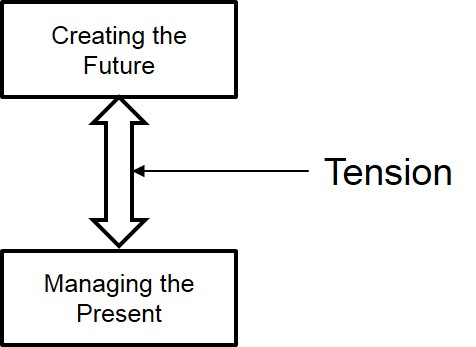 Creating the
Future
Tension
Managing the
Present